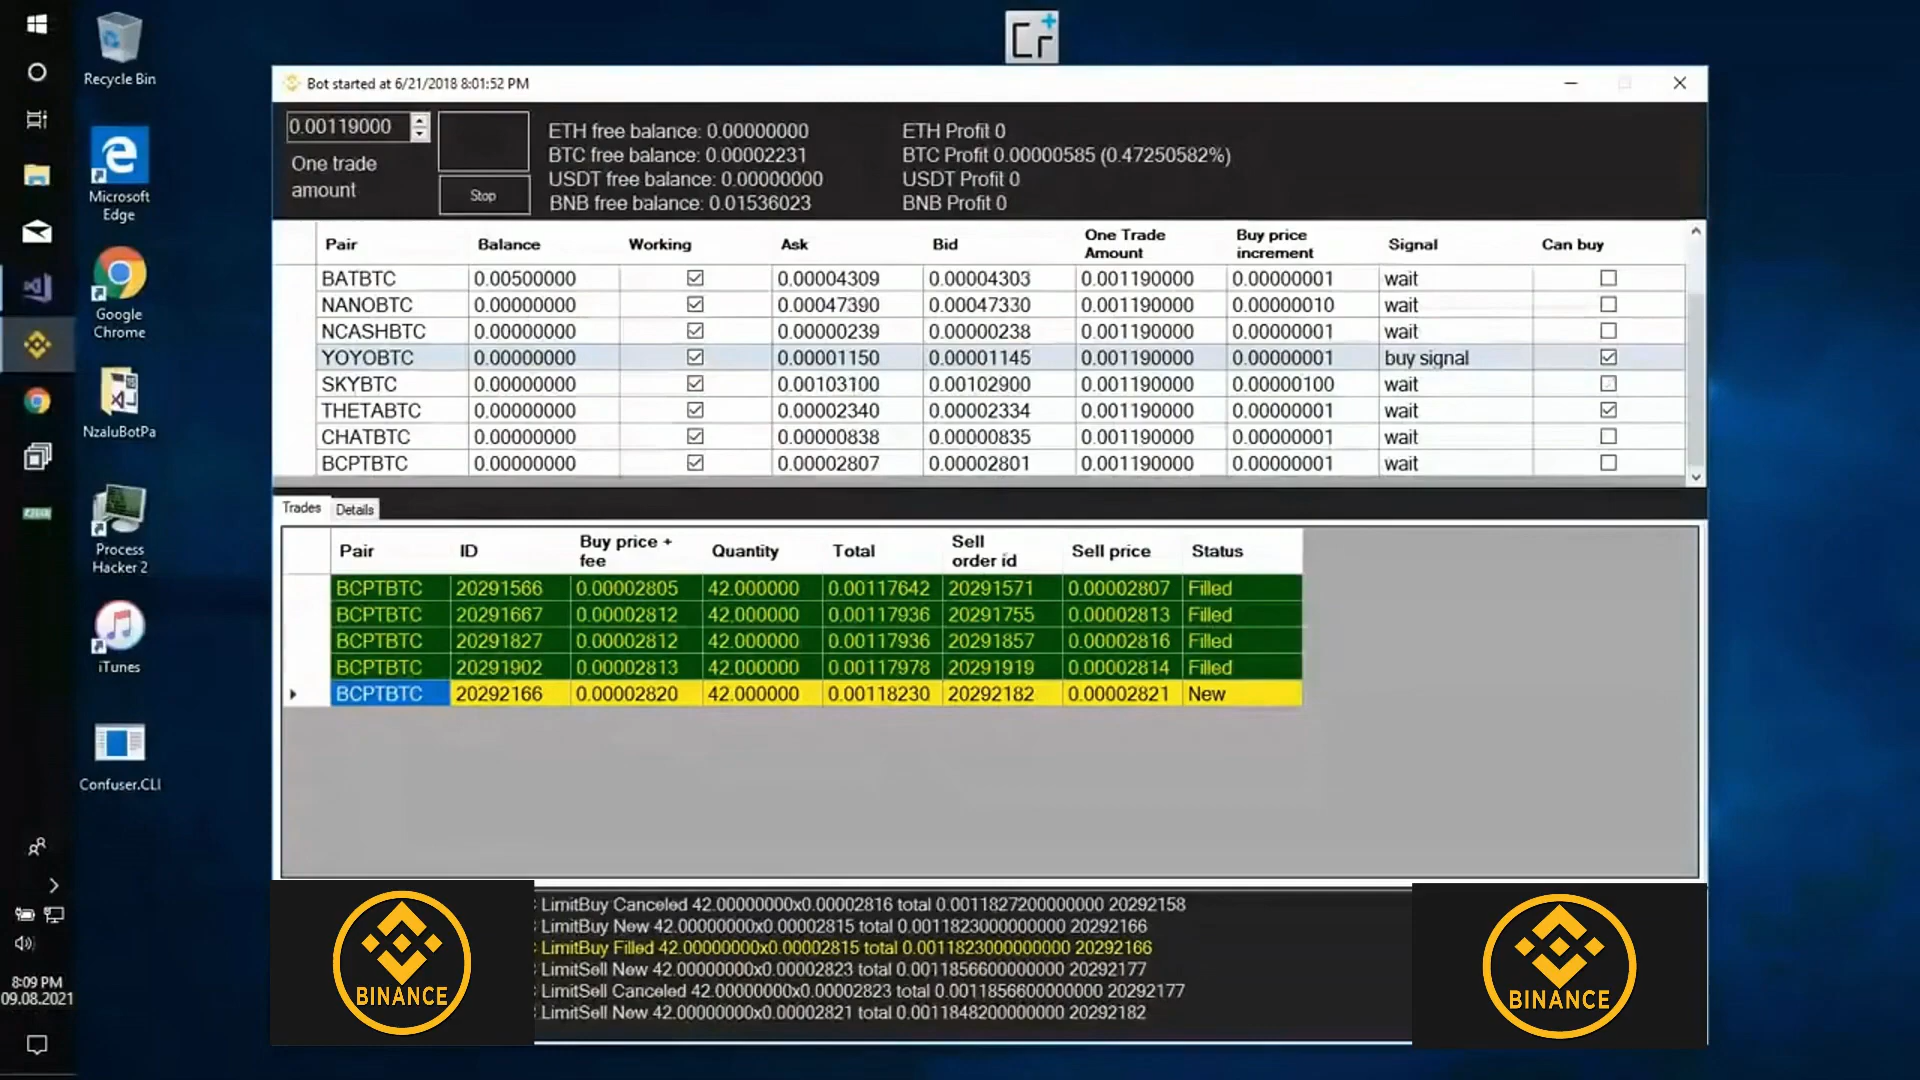 Recycle Bin
Microsoft
Edge
Google
Chrome
NzaluBotPa
Process
Hacker 2
iTunes
Confuser.CLI
8:09 PM
09.08.2021
Cr+
Bot started at 6/21/2018 8:01:52 PM
0.00119000
One trade
amount
Stop
ETH free balance: 0.00000000
BTC free balance: 0.00002231
USDT free balance: 0.00000000
BNB free balance: 0.01536023
ETH Profit 0
BTC Profit 0.00000585 (0.47250582%)
USDT Profit 0
BNB Profit 0
Pair Balance Working Ask Bid One Trade Amount Buy price increment Signal Can buy
BATBTC 0.00500000 0.00004309 0.00004303 0.001190000 0.00000001 wait
NANOBTC 0.00000000 0.00047390 0.00047330 0.001190000 0.00000010 wait
NCASHBTC 0.00000000 0.00000239 0.00000238 0.001190000 0.00000001 wait
YOYOBTC 0.00000000 0.00001150 0.00001145 0.001190000 0.00000001 buy signal
SKYBTC 0.00000000 0.00103100 0.00102900 0.001190000 0.00000100 wait
THETABTC 0.00000000 0.00002340 0.00002334 0.001190000 0.00000001 wait
CHATBTC 0.00000000 0.00000838 0.00000835 0.001190000 0.00000001 wait
BCPTBTC 0.00000000 0.00002807 0.00002801 0.001190000 0.00000001 wait
Trades Details
Pair ID Buy price + fee Quantity Total Sell order id Sell price Status
BCPTBTC 20291566 0.00002805 42.000000 0.00117642 20291571 0.00002807 Filled
BCPTBTC 20291667 0.00002812 42.000000 0.00117936 20291755 0.00002813 Filled
BCPTBTC 20291827 0.00002812 42.000000 0.00117936 20291857 0.00002816 Filled
BCPTBTC 20291902 0.00002813 42.000000 0.00117978 20291919 0.00002814 Filled
BCPTBTC 20292166 0.00002820 42.000000 0.00118230 20292182 0.00002821 New
LimitBuy Canceled 42.00000000x0.00002816 total 0.0011827200000000 20292158
LimitBuy New 42.00000000x0.00002815 total 0.0011823000000000 20292166
LimitBuy Filled 42.00000000x0.00002815 total 0.0011823000000000 20292166
LimitSell New 42.00000000x0.00002823 total 0.0011856600000000 20292177
LimitSell Canceled 42.00000000x0.00002823 total 0.0011856600000000 20292177
LimitSell New 42.00000000x0.00002821 total 0.0011848200000000 20292182
BINANCE
BINANCE